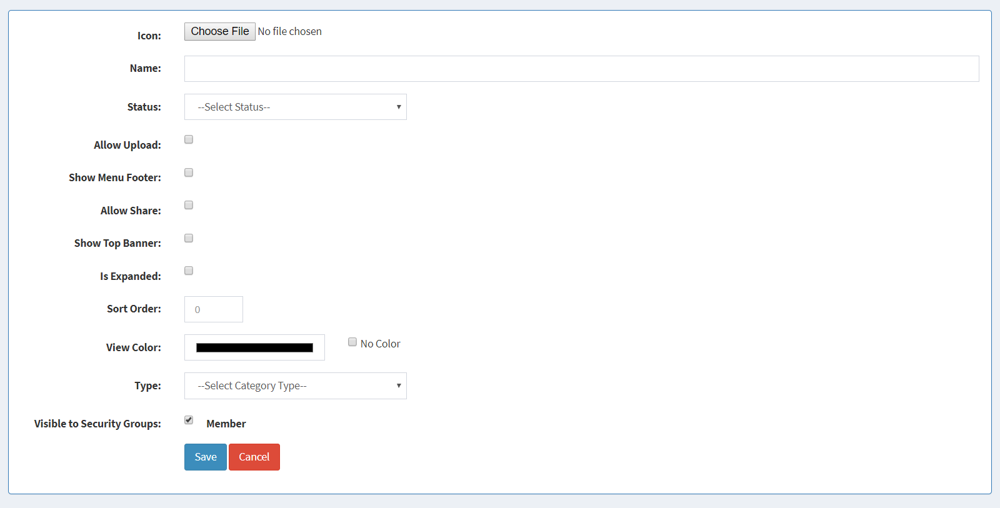 Icon: Choose File No file chosen
Name:
Status: --Select Status--
Allow Upload:
Show Menu Footer:
Allow Share:
Show Top Banner:
Is Expanded:
Sort Order: 0
View Color: No Color
Type: --Select Category Type--
Visible to Security Groups: Member
Save Cancel